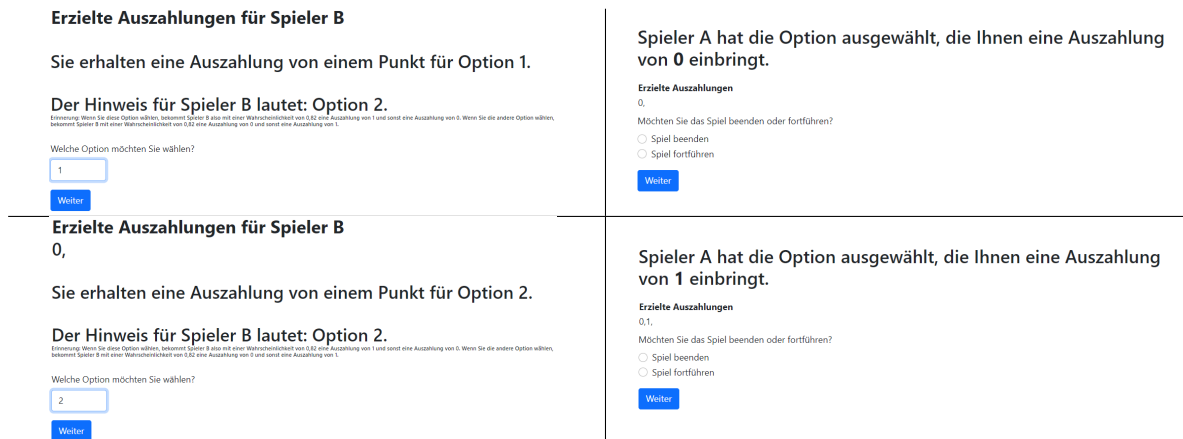 Erzielte Auszahlungen für Spieler B
Sie erhalten eine Auszahlung von einem Punkt für Option 1.
Der Hinweis für Spieler B lautet: Option 2.
Erinnerung: Wenn Sie diese Option wählen, bekommt Spieler B also mit einer Wahrscheinlichkeit von 0,82 eine Auszahlung von 1 und sonst eine Auszahlung von 0. Wenn Sie die andere Option wählen,
bekommt Spieler B mit einer Wahrscheinlichkeit von 0,82 eine Auszahlung von 0 und sonst eine Auszahlung von 1.
Welche Option möchten Sie wählen?
1
Weiter
Spieler A hat die Option ausgewählt, die Ihnen eine Auszahlung
von 0 einbringt.
Erzielte Auszahlungen
0,
Möchten Sie das Spiel beenden oder fortführen?
Spiel beenden
Spiel fortführen
Weiter
Erzielte Auszahlungen für Spieler B
0,
Sie erhalten eine Auszahlung von einem Punkt für Option 2.
Der Hinweis für Spieler B lautet: Option 2.
Erinnerung: Wenn Sie diese Option wählen, bekommt Spieler B also mit einer Wahrscheinlichkeit von 0,82 eine Auszahlung von 1 und sonst eine Auszahlung von 0. Wenn Sie die andere Option wählen,
bekommt Spieler B mit einer Wahrscheinlichkeit von 0,82 eine Auszahlung von 0 und sonst eine Auszahlung von 1.
Welche Option möchten Sie wählen?
2
Weiter
Spieler A hat die Option ausgewählt, die Ihnen eine Auszahlung
von 1 einbringt.
Erzielte Auszahlungen
0,1,
Möchten Sie das Spiel beenden oder fortführen?
Spiel beenden
Spiel fortführen
Weiter